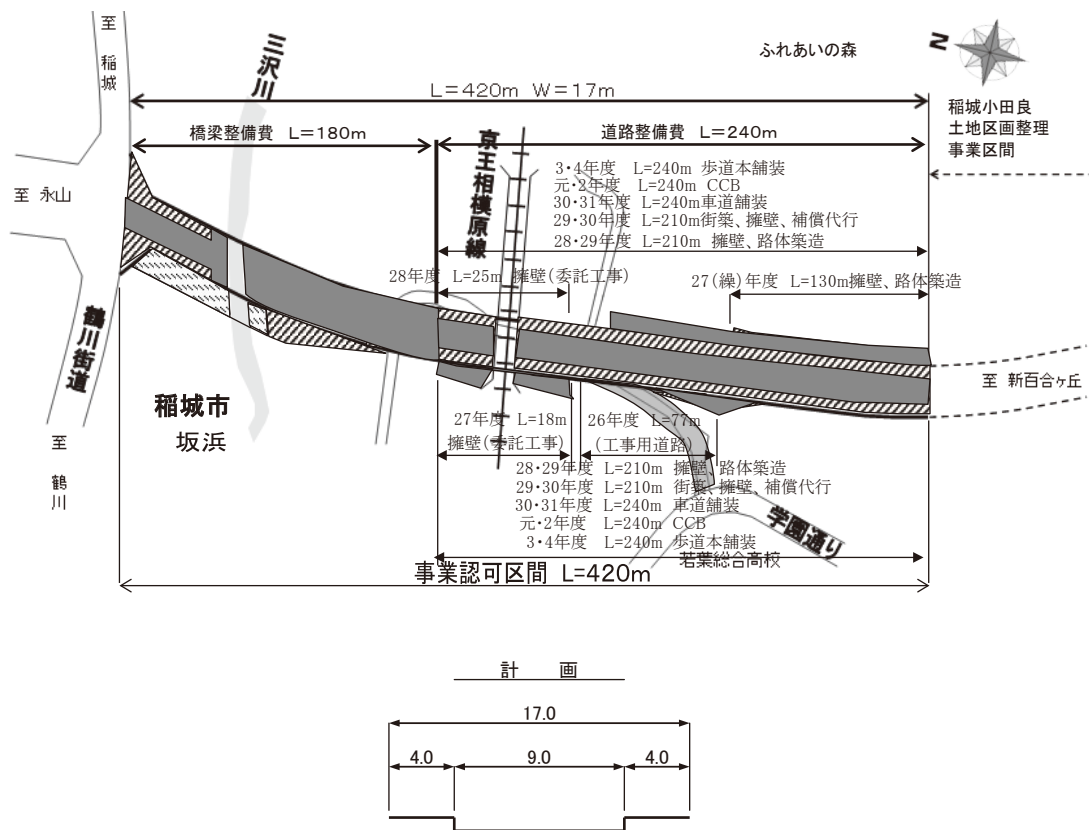 至 稲城
三沢川
ふれあいの森
N
L=420m W=17m
橋梁整備費 L=180m
道路整備費 L=240m
稲城小田良
土地区画整理
事業区間
京王相模原線
3・4年度 L=240m 歩道本舗装
元・2年度 L=240m CCB
30・31年度 L=240m車道舗装
29・30年度 L=210m街築、擁壁、補償代行
28・29年度 L=210m 擁壁、路体築造
至 永山
28年度 L=25m 擁壁(委託工事)
27(繰)年度 L=130m擁壁、路体築造
鶴川街道
至 新百合ヶ丘
稲城市
坂浜
至 鶴川
27年度 L=18m
擁壁(委託工事)
26年度 L=77m
(工事用道路)
28・29年度 L=210m 擁壁、路体築造
29・30年度 L=210m 街築、擁壁、補償代行
30・31年度 L=240m 車道舗装
元・2年度 L=240m CCB
3・4年度 L=240m 歩道本舗装
学園通り
若葉総合高校
事業認可区間 L=420m
計 画
17.0
4.0 9.0 4.0